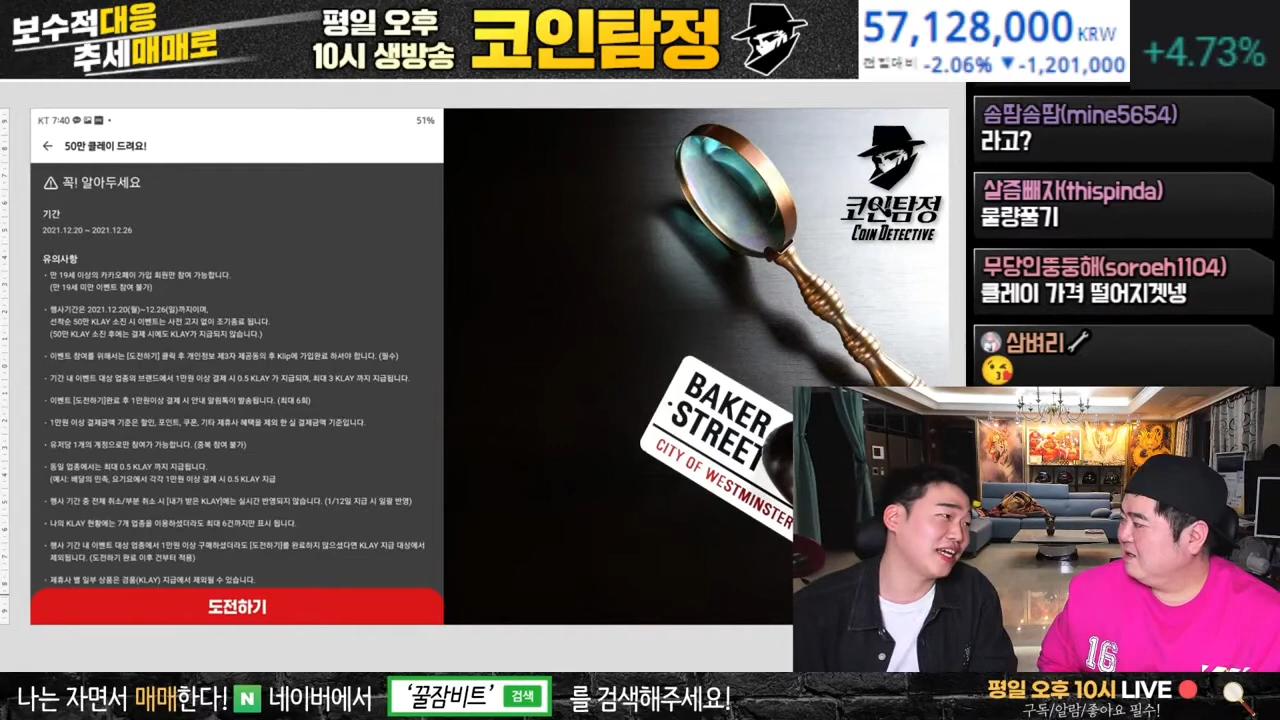 보수적대응
추세매매로
평일 오후
10시 생방송
코인탐정
57,128,000 KRW
전일대비 -2.06% ▼-1,201,000
+4.73%
KT 7:40
51%
← 50만 클레이 드려요!
꼭! 알아두세요
기간
2021.12.20 ~ 2021.12.26
유의사항
· 만 19세 이상의 카카오페이 가입 회원만 참여 가능합니다.
(만 19세 미만 이벤트 참여 불가)
· 행사기간은 2021.12.20(월)~12.26(일)까지이며,
선착순 50만 KLAY 소진 시 이벤트는 사전 고지 없이 조기종료 됩니다.
(50만 KLAY 소진 후에는 결제 시에도 KLAY가 지급되지 않습니다.)
· 이벤트 참여를 위해서는 [도전하기] 클릭 후 개인정보 제3자 제공동의 후 Klip에 가입완료 하셔야 합니다. (필수)
· 기간 내 이벤트 대상 업종의 브랜드에서 1만원 이상 결제 시 0.5 KLAY 가 지급되며, 최대 3 KLAY 까지 지급됩니다.
· 이벤트 [도전하기]완료 후 1만원이상 결제 시 안내 알림톡이 발송됩니다. (최대 6회)
· 1만원 이상 결제금액 기준은 할인, 포인트, 쿠폰, 기타 제휴사 혜택을 제외 한 실 결제금액 기준입니다.
· 유저당 1개의 계정으로만 참여가 가능합니다. (중복 참여 불가)
· 동일 업종에서는 최대 0.5 KLAY 까지 지급됩니다.
(예시: 배달의 민족, 요기요에서 각각 1만원 이상 결제 시 0.5 KLAY 지급
· 행사 기간 중 전체 취소/부분 취소 시 [내가 받은 KLAY]에는 실시간 반영되지 않습니다. (1/12일 지급 시 일괄 반영)
· 나의 KLAY 현황에는 7개 업종을 이용하셨더라도 최대 6건까지만 표시 됩니다.
· 행사 기간 내 이벤트 대상 업종에서 1만원 이상 구매하셨더라도 [도전하기]를 완료하지 않으셨다면 KLAY 지급 대상에서
제외됩니다. (도전하기 완료 이후 건부터 적용)
· 제휴사 별 일부 상품은 경품(KLAY) 지급에서 제외될 수 있습니다.
도전하기
코인탐정
COIN DETECTIVE
BAKER
STREET
CITY OF WESTMINSTER
솜땀솜땀(mine5654)
라고?
살즘빼자(thispinda)
물량풀기
무당인뚱둥해(soroeh1104)
클레이 가격 떨어지겟넹
삼벼리
16
나는 자면서 매매한다! N 네이버에서 '꿀잠비트' 검색 를 검색해주세요!
평일 오후 10시 LIVE
구독/알람/좋아요 필수!